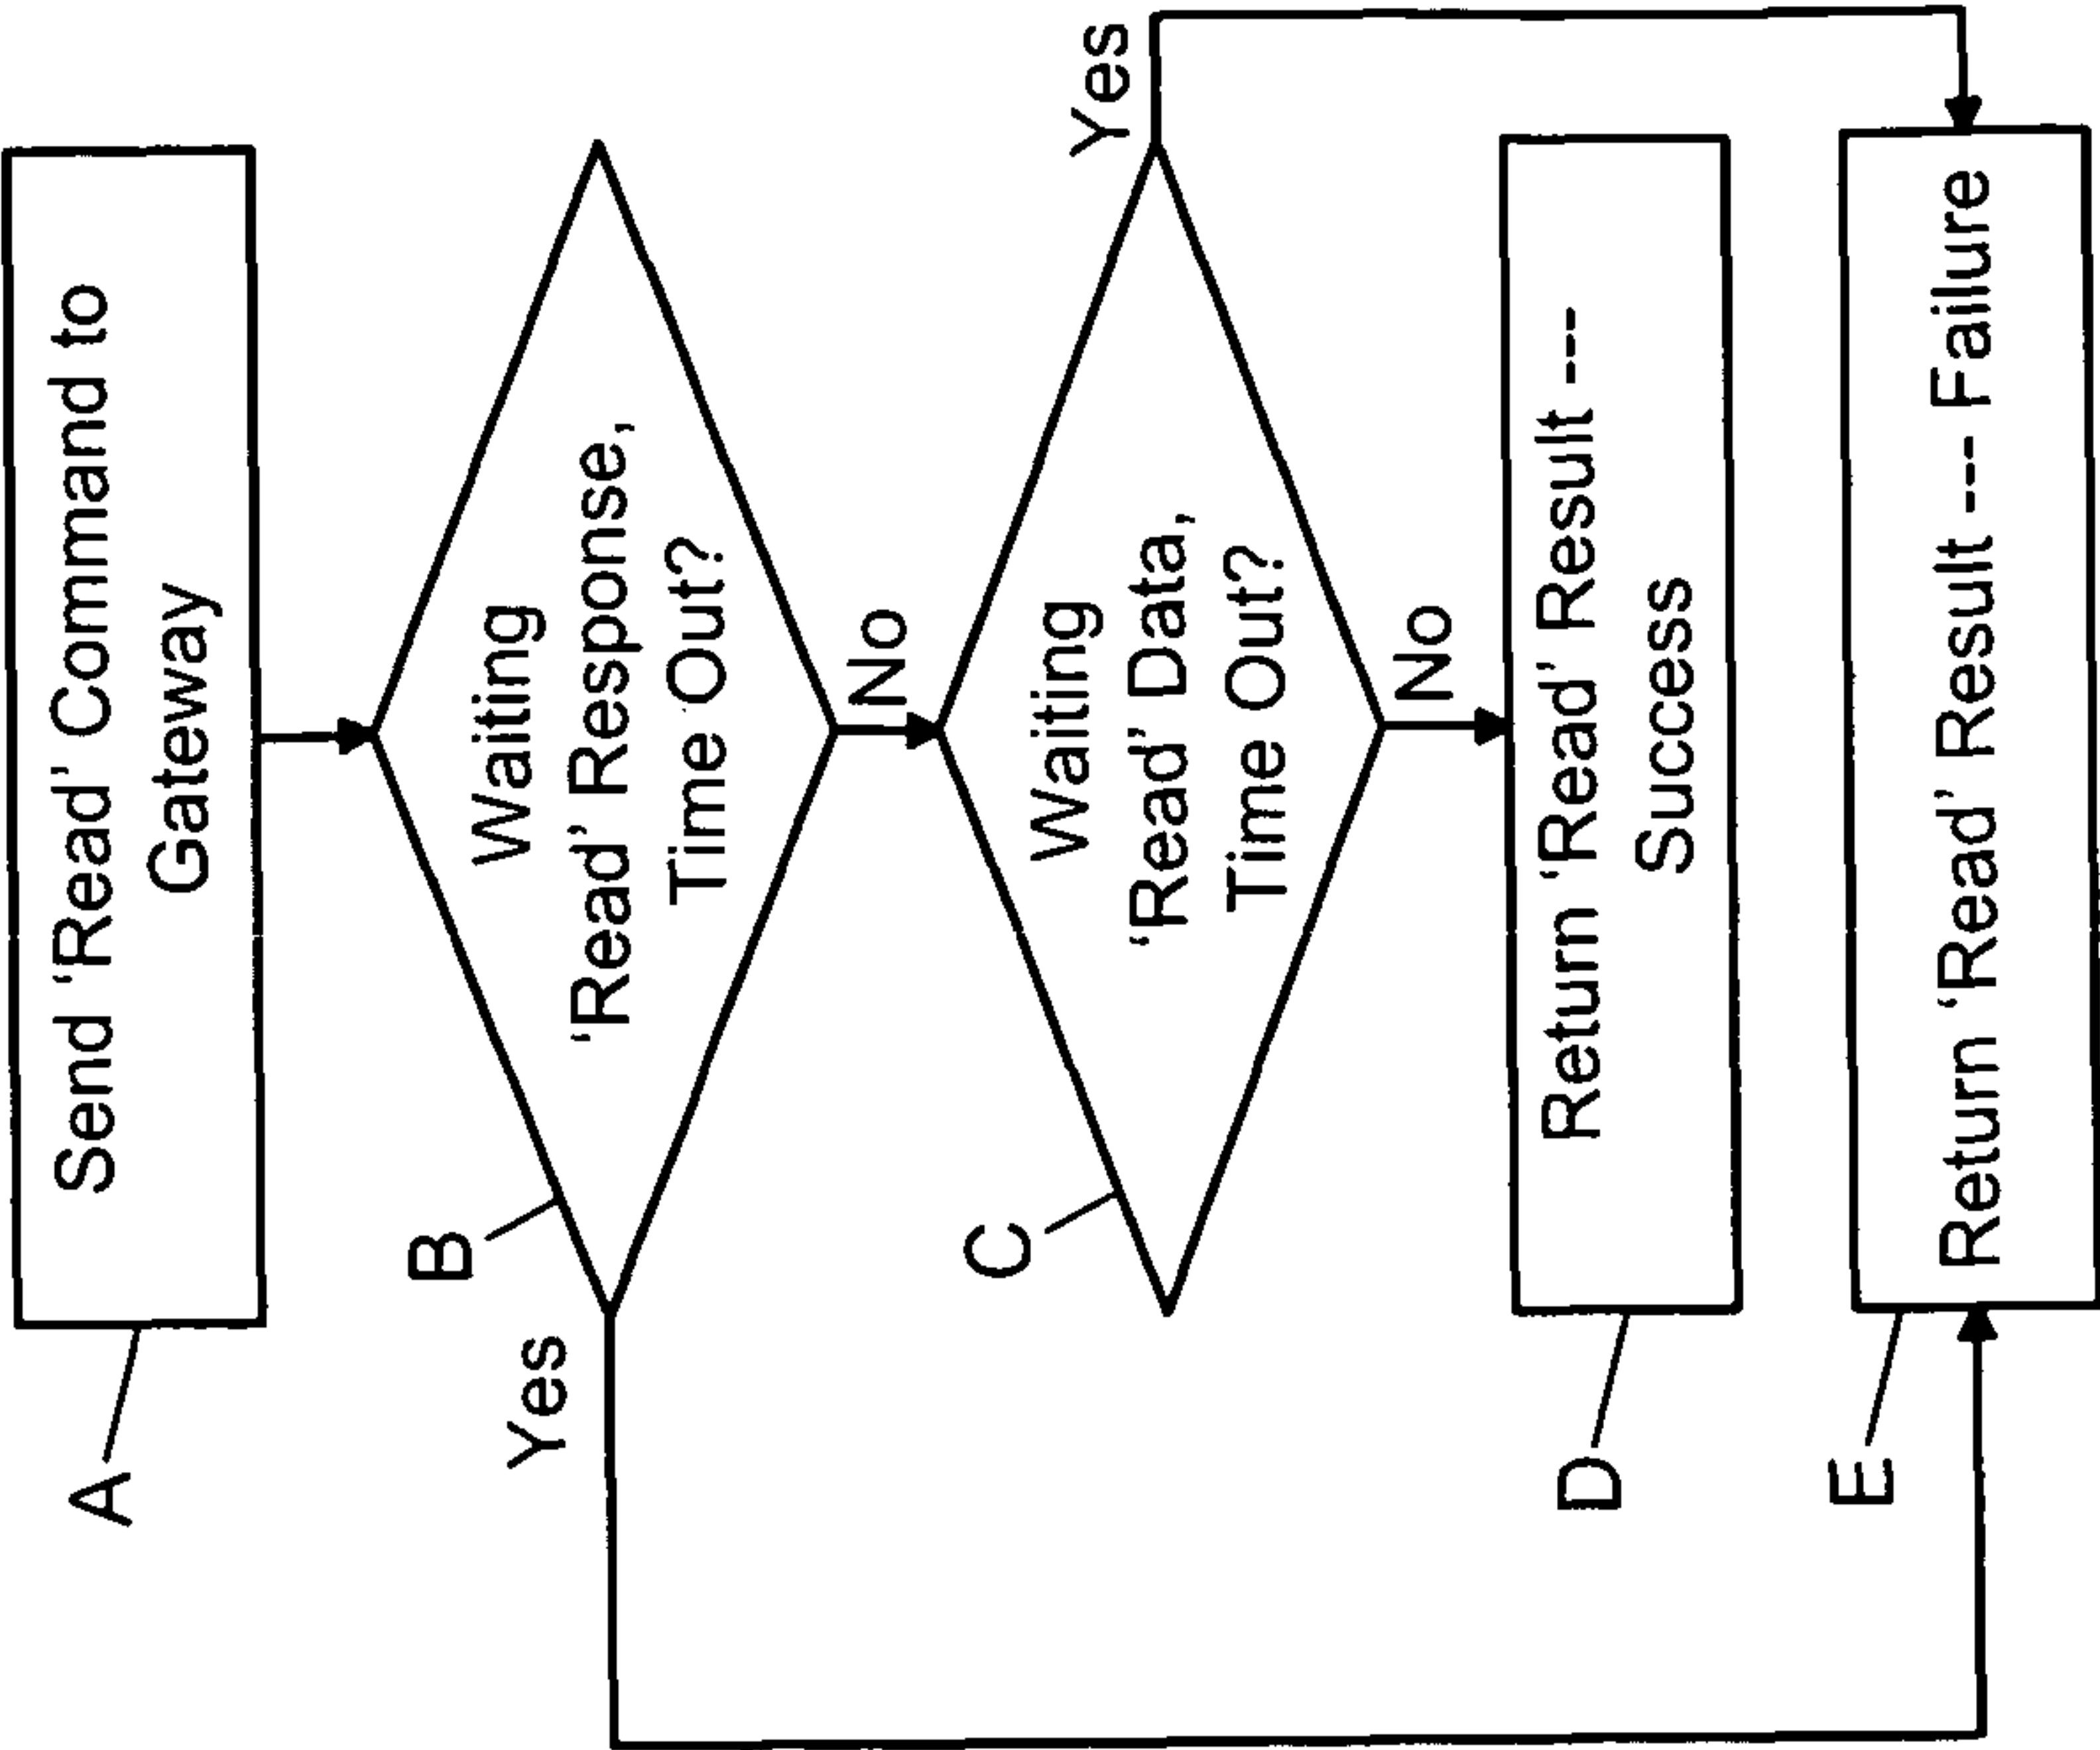 A
Send 'Read' Command to
Gateway
B
Waiting
'Read' Response,
Time Out?
Yes
No
C
Waiting
'Read' Data,
Time Out?
Yes
No
D
Return 'Read' Result ---
Success
E
Return 'Read' Result --- Failure